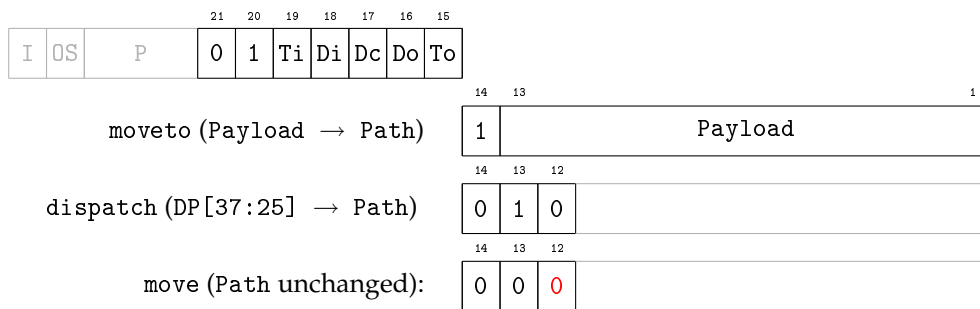 21 20 19 18 17 16 15
I OS P 0 1 Ti Di Dc Do To
14 13 1
moveto (Payload → Path) 1 Payload
14 13 12
dispatch (DP[37:25] → Path) 0 1 0
14 13 12
move (Path unchanged): 0 0 0